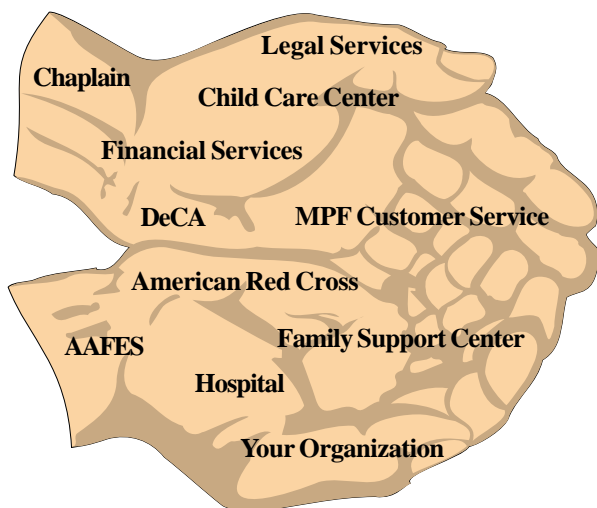 Legal Services
Chaplain
Child Care Center
Financial Services
DeCA
MPF Customer Service
American Red Cross
Family Support Center
AAFES
Hospital
Your Organization